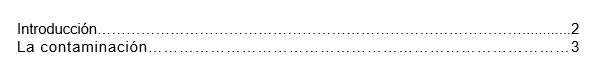 Introducción……………………………………………………………………………............2
La contaminación………………………………………………………………………3